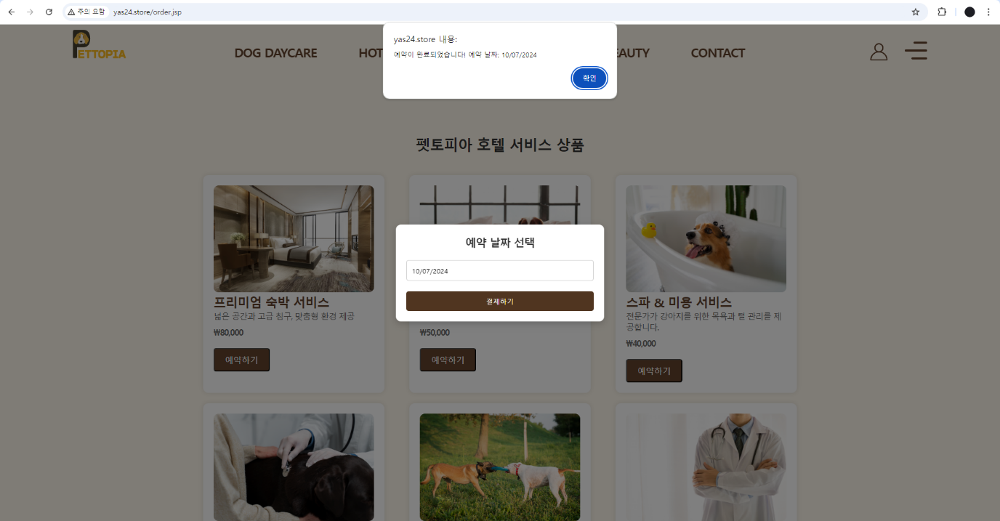 주의 요함 yas24.store/order.jsp
yas24.store 내용:
예약이 완료되었습니다! 예약 날짜: 10/07/2024
확인
PETTOPIA
DOG DAYCARE HOT EAUTY CONTACT
펫토피아 호텔 서비스 상품
예약 날짜 선택
10/07/2024
결제하기
프리미엄 숙박 서비스
넓은 공간과 고급 침구, 맞춤형 환경 제공
₩80,000
예약하기
₩50,000
예약하기
스파 & 미용 서비스
전문가가 강아지를 위한 목욕과 털 관리를 제
공합니다.
₩40,000
예약하기